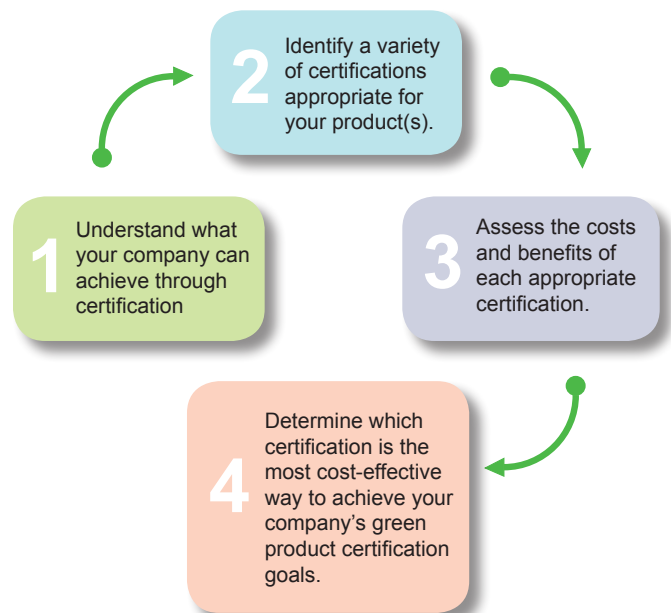 1
Understand what
your company can
achieve through
certification
2
Identify a variety
of certifications
appropriate for
your product(s).
3
Assess the costs
and benefits of
each appropriate
certification.
4
Determine which
certification is the
most cost-effective
way to achieve your
company’s green
product certification
goals.